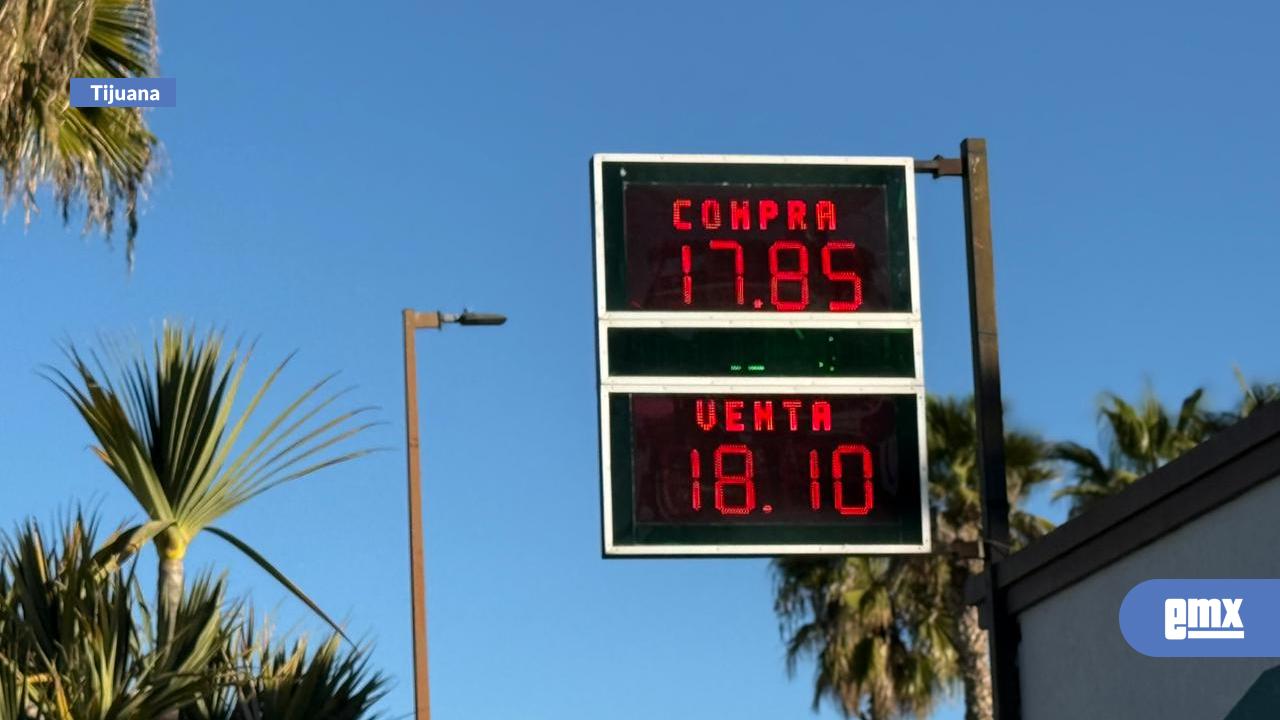 Tijuana
COMPRA
17.85
VENTA
18.10
emx